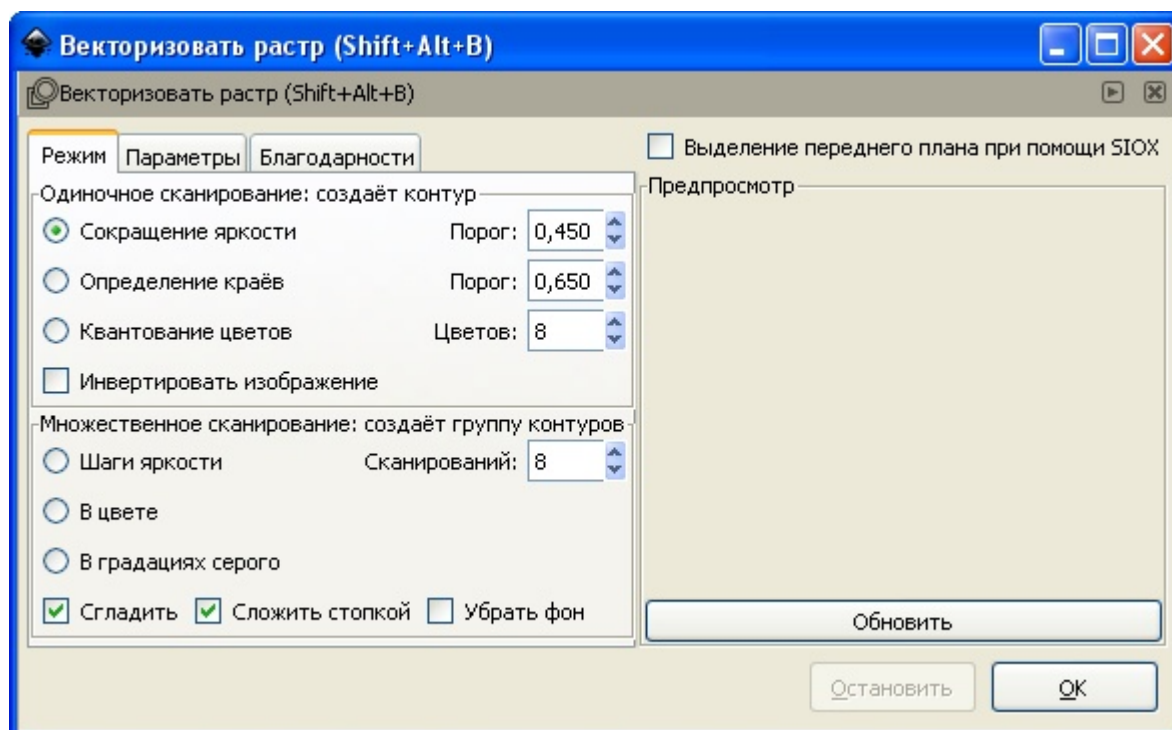 Векторизовать растр (Shift+Alt+B)
Векторизовать растр (Shift+Alt+B)
Режим Параметры Благодарности
Одиночное сканирование: создаёт контур
Сокращение яркости Порог: 0,450
Определение краёв Порог: 0,650
Квантование цветов Цветов: 8
Инвертировать изображение
Множественное сканирование: создаёт группу контуров
Шаги яркости Сканирований: 8
В цвете
В градациях серого
Сгладить Сложить стопкой Убрать фон
Выделение переднего плана при помощи SIOX
Предпросмотр
Обновить
Остановить OK